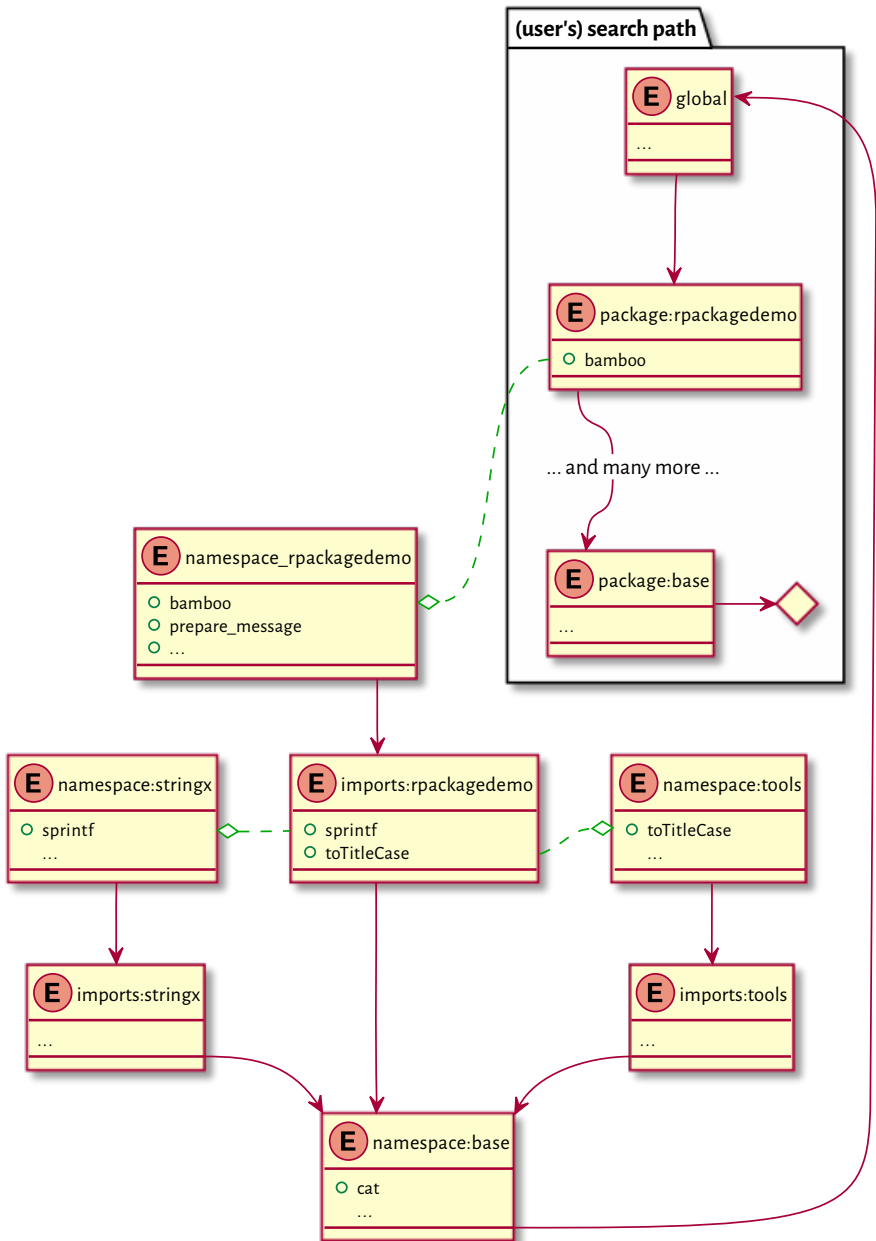 (user's) search path
E global
...
E package:rpackagedemo
bamboo
... and many more ...
E package:base
...
E namespace_rpackagedemo
bamboo
prepare_message
...
E namespace:stringx
sprintf
...
E imports:rpackagedemo
sprintf
toTitleCase
E namespace:tools
toTitleCase
...
E imports:stringx
...
E imports:tools
...
E namespace:base
cat
...